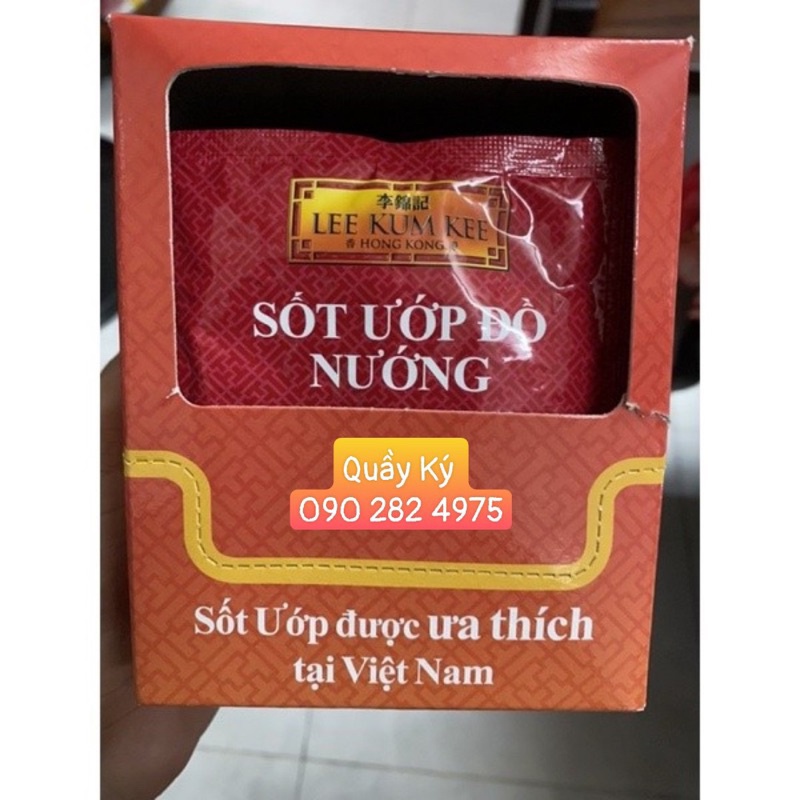 李錦記
LEE KUM KEE
香 HONG KONG 港
SỐT ƯỚP ĐỒ
NƯỚNG
Quầy Ký
090 282 4975
Sốt Ướp được ưa thích
tại Việt Nam